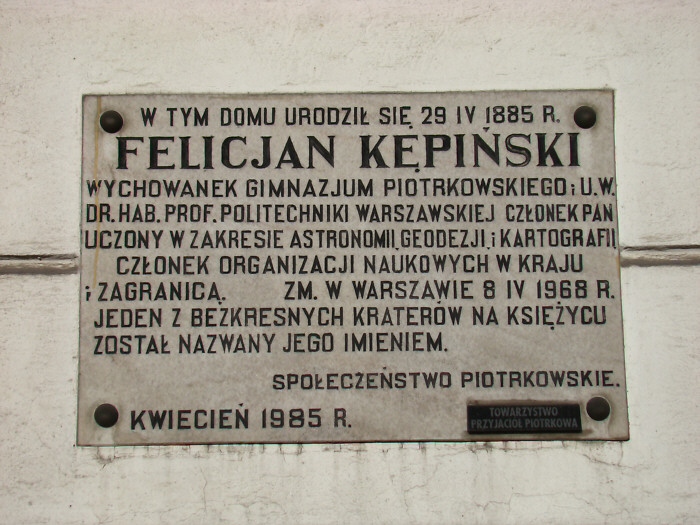 W TYM DOMU URODZIŁ SIĘ 29 IV 1885 R.
FELICJAN KĘPIŃSKI
WYCHOWANEK GIMNAZJUM PIOTRKOWSKIEGO i U.W.
DR. HAB. PROF. POLITECHNIKI WARSZAWSKIEJ CZŁONEK PAN
UCZONY W ZAKRESIE ASTRONOMII, GEODEZJI, i KARTOGRAFII,
CZŁONEK ORGANIZACJI NAUKOWYCH W KRAJU
i ZAGRANICĄ. ZM. W WARSZAWIE 8 IV 1968 R.
JEDEN Z BEZKRESNYCH KRATERÓW NA KSIĘŻYCU
ZOSTAŁ NAZWANY JEGO IMIENIEM.
SPOŁECZEŃSTWO PIOTRKOWSKIE.
KWIECIEŃ 1985 R.
TOWARZYSTWO
PRZYJACIÓŁ PIOTRKOWA